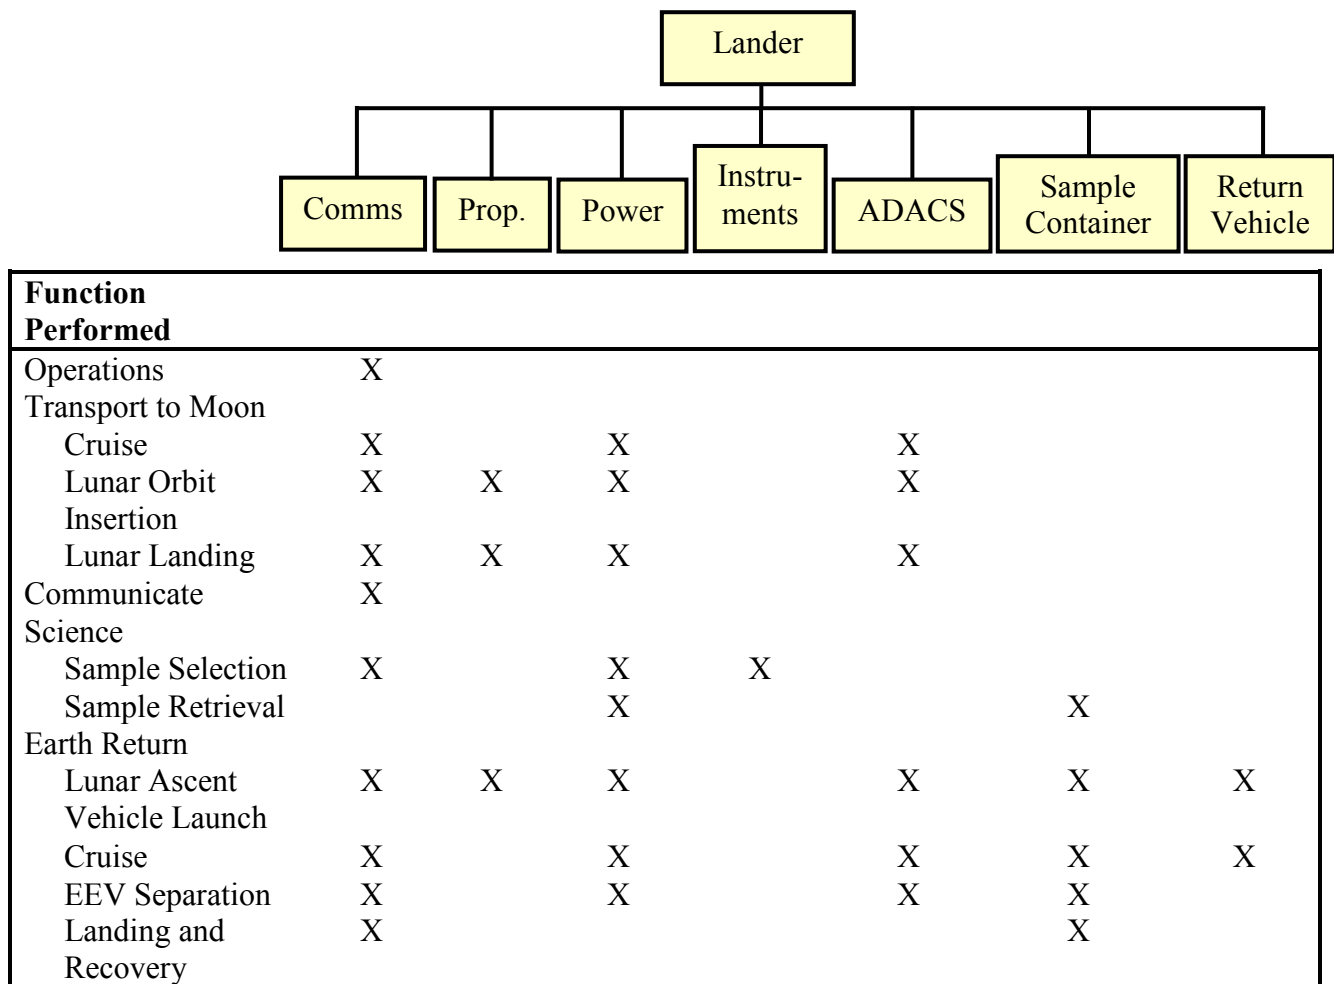 Lander
Comms Prop. Power Instru-
ments ADACS Sample
Container Return
Vehicle
Function
Performed
Operations X
Transport to Moon
Cruise X X X
Lunar Orbit X X X X
Insertion
Lunar Landing X X X X
Communicate X
Science
Sample Selection X X X
Sample Retrieval X X
Earth Return
Lunar Ascent X X X X X X
Vehicle Launch
Cruise X X X X X
EEV Separation X X X X
Landing and X X
Recovery